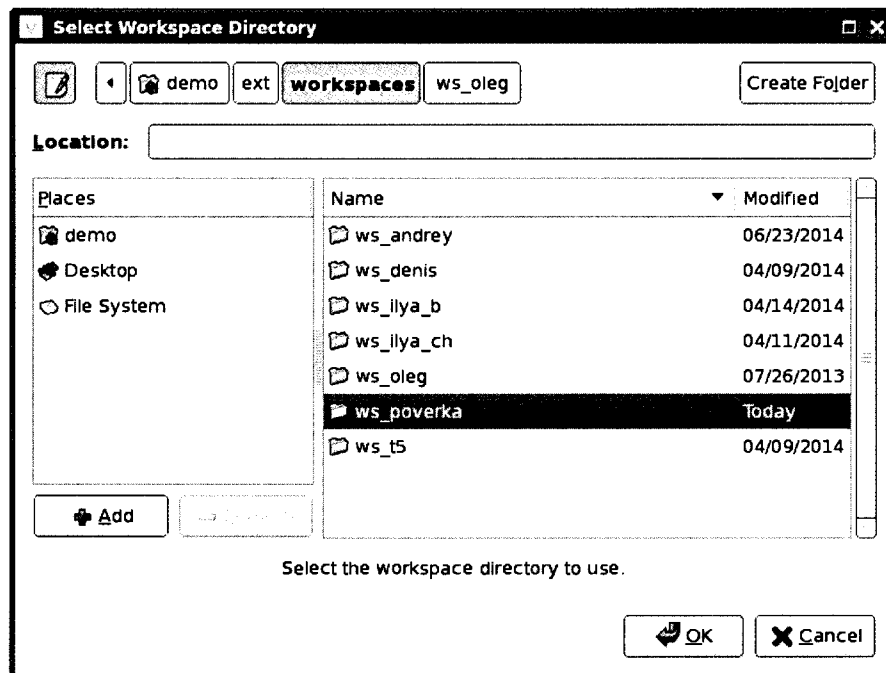 Select Workspace Directory
demo ext workspaces ws_oleg Create Folder
Location:
Places Name Modified
demo ws_andrey 06/23/2014
Desktop ws_denis 04/09/2014
File System ws_ilya_b 04/14/2014
ws_ilya_ch 04/11/2014
ws_oleg 07/26/2013
ws_poverka Today
ws_t5 04/09/2014
Add
Select the workspace directory to use.
OK Cancel